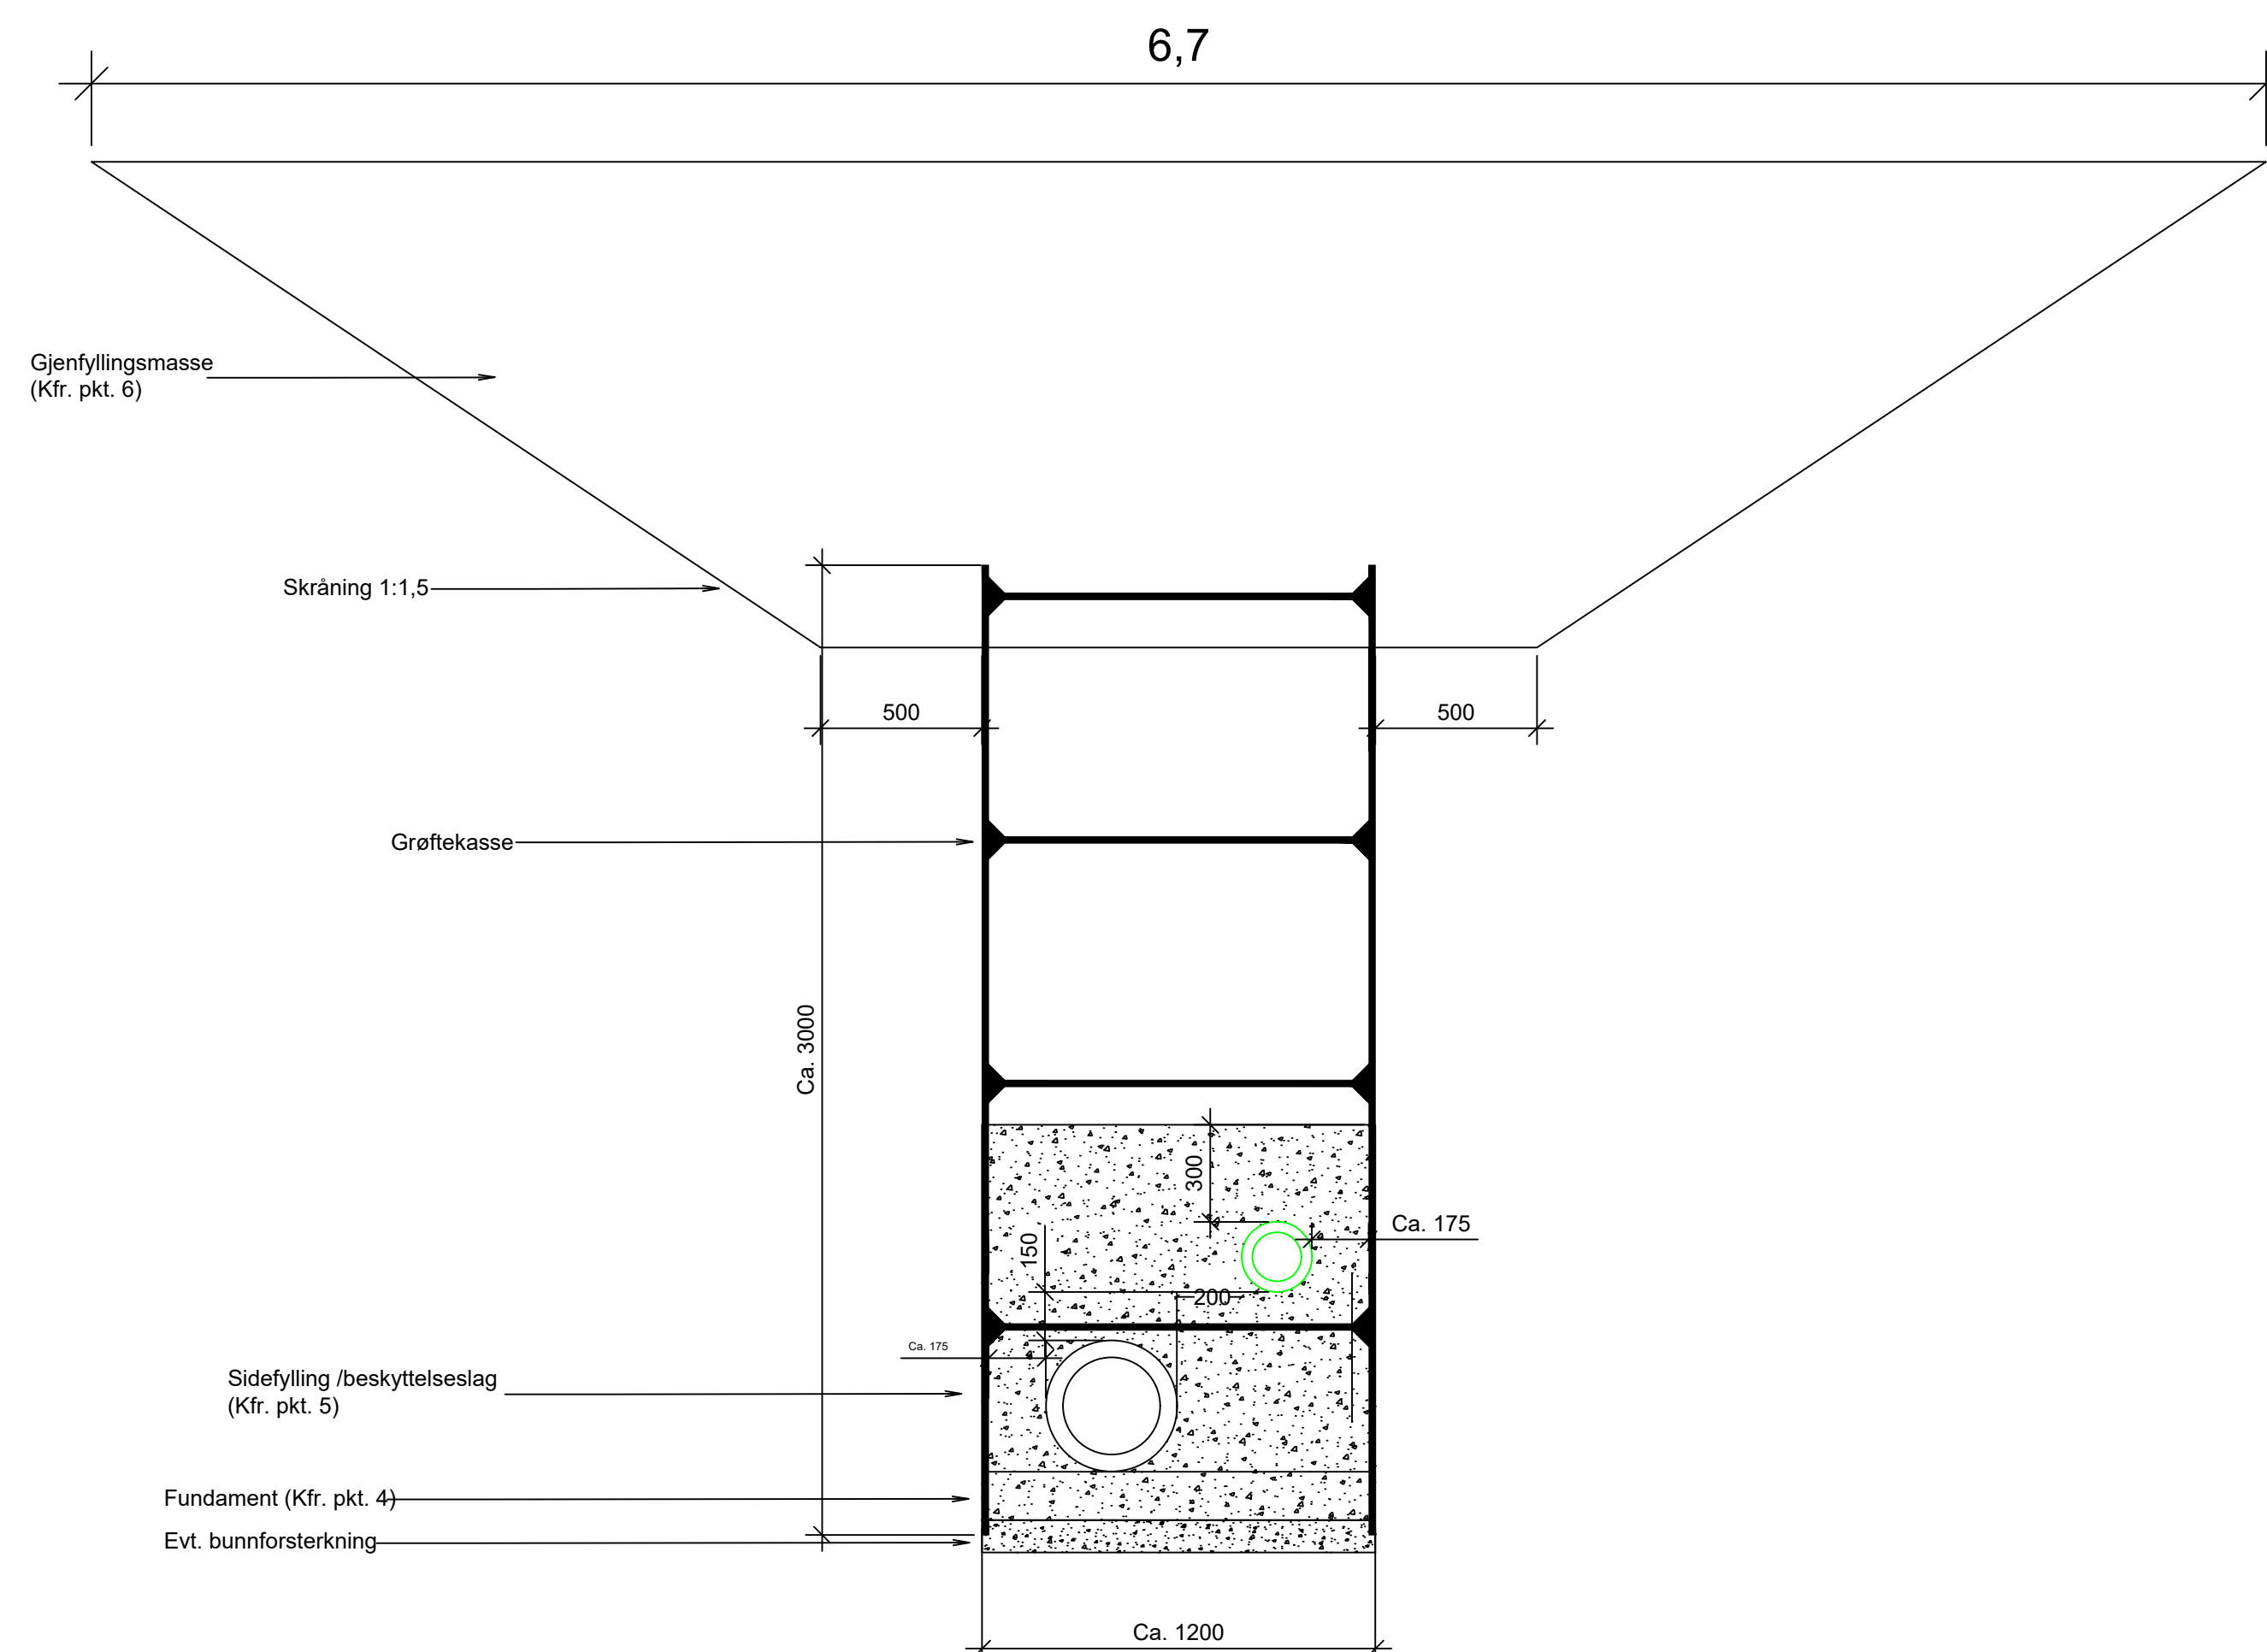 6,7
Gjenfyllingsmasse
(Kfr. pkt. 6)
Skråning 1:1,5
500
500
Grøftekasse
Ca. 3000
300
Ca. 175
150
200
Ca. 175
Sidefylling /beskyttelseslag
(Kfr. pkt. 5)
Fundament (Kfr. pkt. 4)
Evt. bunnforsterkning
Ca. 1200